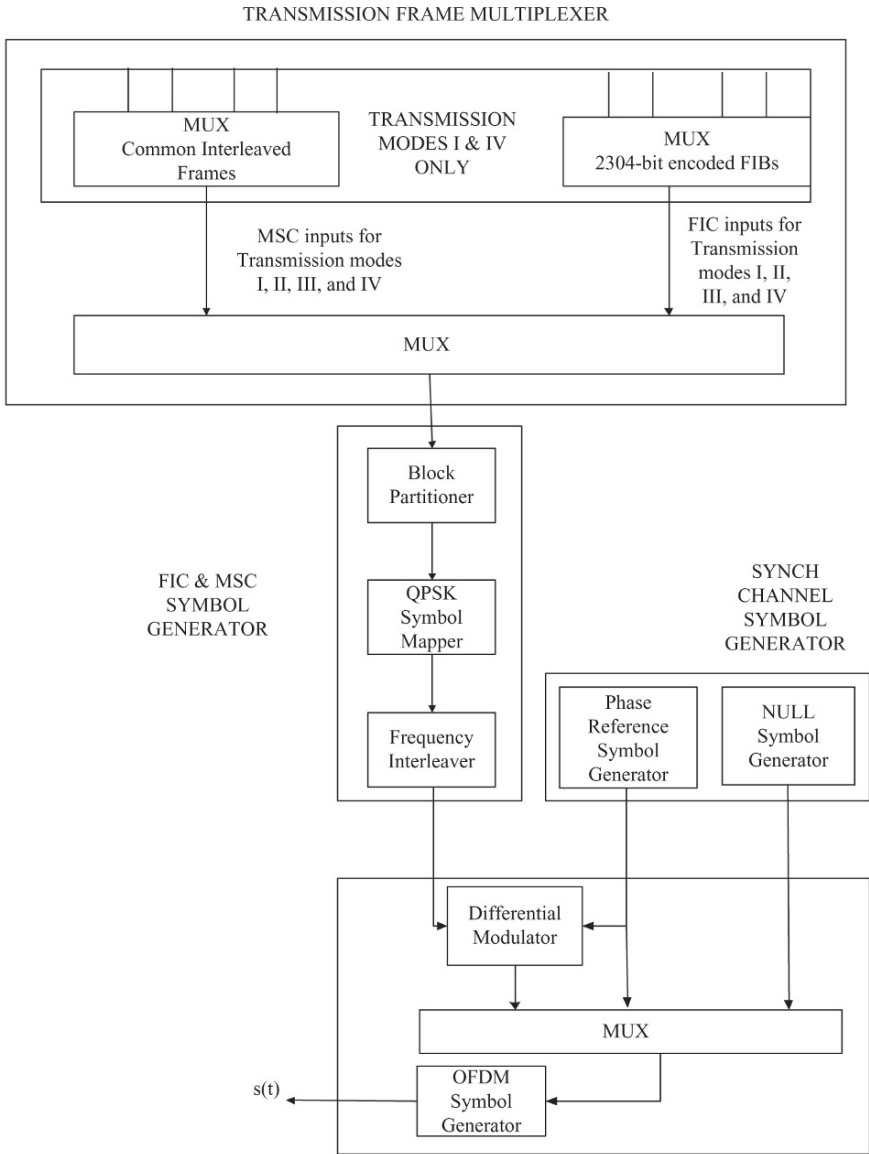 TRANSMISSION FRAME MULTIPLEXER
MUX
Common Interleaved
Frames
TRANSMISSION
MODES I & IV
ONLY
MUX
2304-bit encoded FIBs
MSC inputs for
Transmission modes
I, II, III, and IV
FIC inputs for
Transmission
modes I, II,
III, and IV
MUX
Block
Partitioner
FIC & MSC
SYMBOL
GENERATOR
QPSK
Symbol
Mapper
SYNCH
CHANNEL
SYMBOL
GENERATOR
Frequency
Interleaver
Phase
Reference
Symbol
Generator
NULL
Symbol
Generator
Differential
Modulator
MUX
s(t)
OFDM
Symbol
Generator